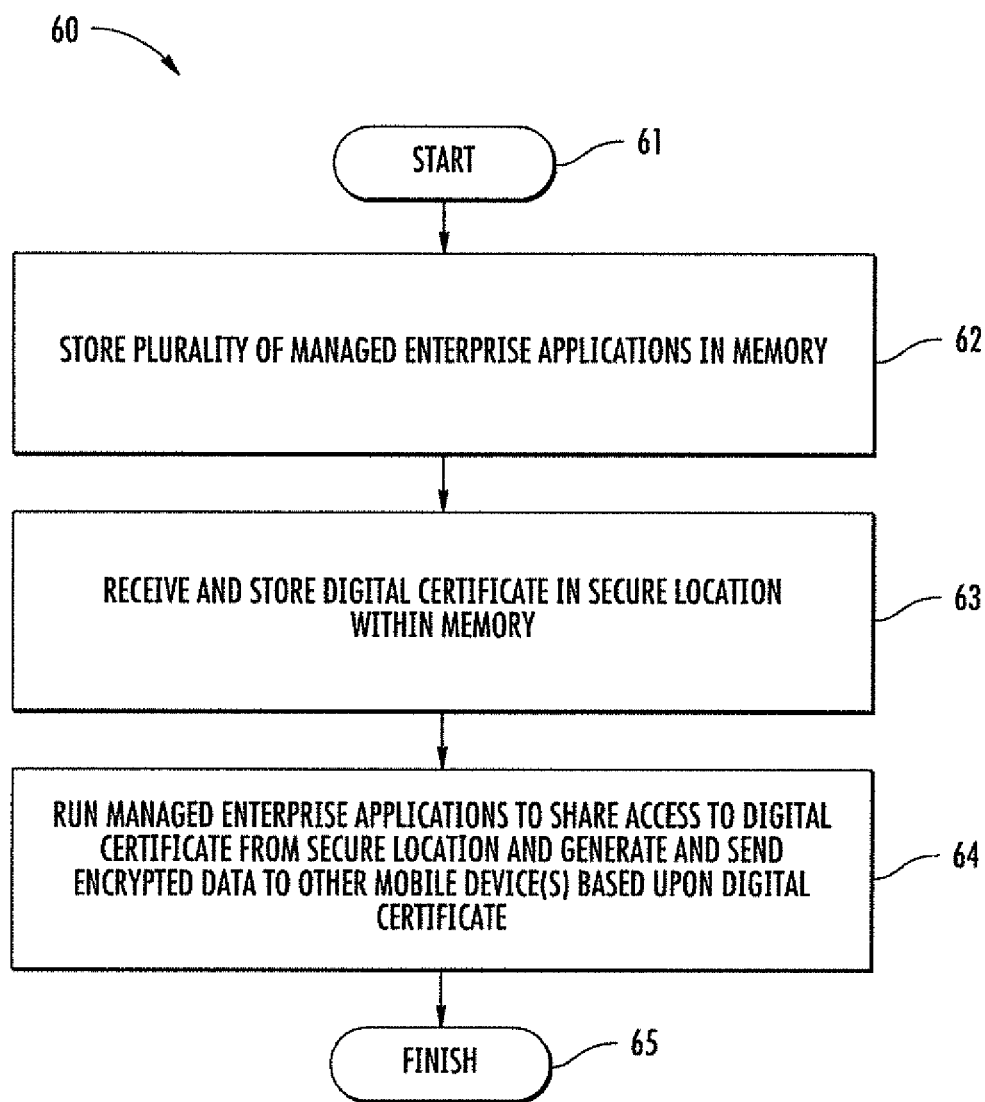 60
START
61
STORE PLURALITY OF MANAGED ENTERPRISE APPLICATIONS IN MEMORY
62
RECEIVE AND STORE DIGITAL CERTIFICATE IN SECURE LOCATION
WITHIN MEMORY
63
RUN MANAGED ENTERPRISE APPLICATIONS TO SHARE ACCESS TO DIGITAL
CERTIFICATE FROM SECURE LOCATION AND GENERATE AND SEND
ENCRYPTED DATA TO OTHER MOBILE DEVICE(S) BASED UPON DIGITAL
CERTIFICATE
64
FINISH
65